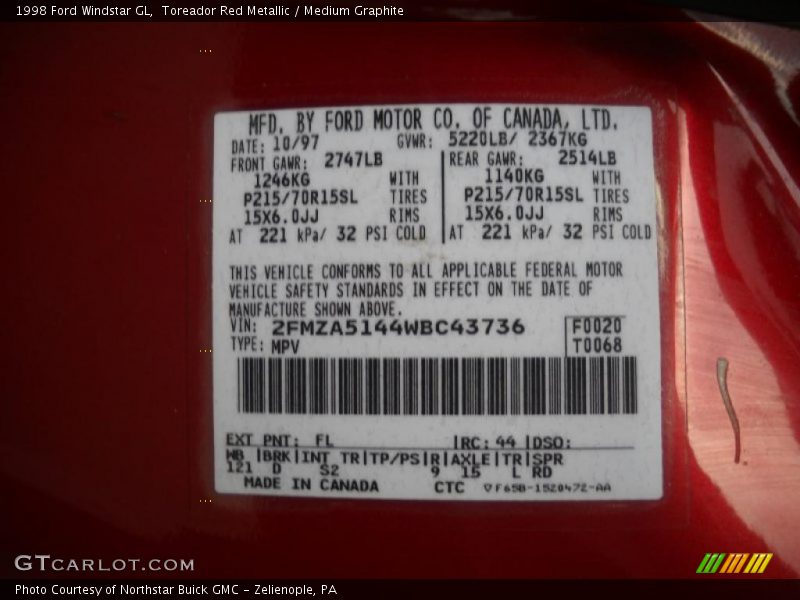 1998 Ford Windstar GL, Toreador Red Metallic / Medium Graphite
MFD. BY FORD MOTOR CO. OF CANADA, LTD.
DATE: 10/97 GVWR: 5220LB/ 2367KG
FRONT GAWR: 2747LB REAR GAWR: 2514LB
1246KG WITH 1140KG WITH
P215/70R15SL TIRES P215/70R15SL TIRES
15X6.0JJ RIMS 15X6.0JJ RIMS
AT 221 kPa/ 32 PSI COLD AT 221 kPa/ 32 PSI COLD
THIS VEHICLE CONFORMS TO ALL APPLICABLE FEDERAL MOTOR
VEHICLE SAFETY STANDARDS IN EFFECT ON THE DATE OF
MANUFACTURE SHOWN ABOVE.
VIN: 2FMZA5144WBC43736 F0020
TYPE: MPV T0068
EXT PNT: FL |RC: 44 |DSO:
WB |BRK|INT TR|TP/PS|R|AXLE|TR|SPR
121 D S2 9 15 L RD
MADE IN CANADA CTC ▽F65B-1520472-AA
GTCARLOT.COM
Photo Courtesy of Northstar Buick GMC - Zelienople, PA